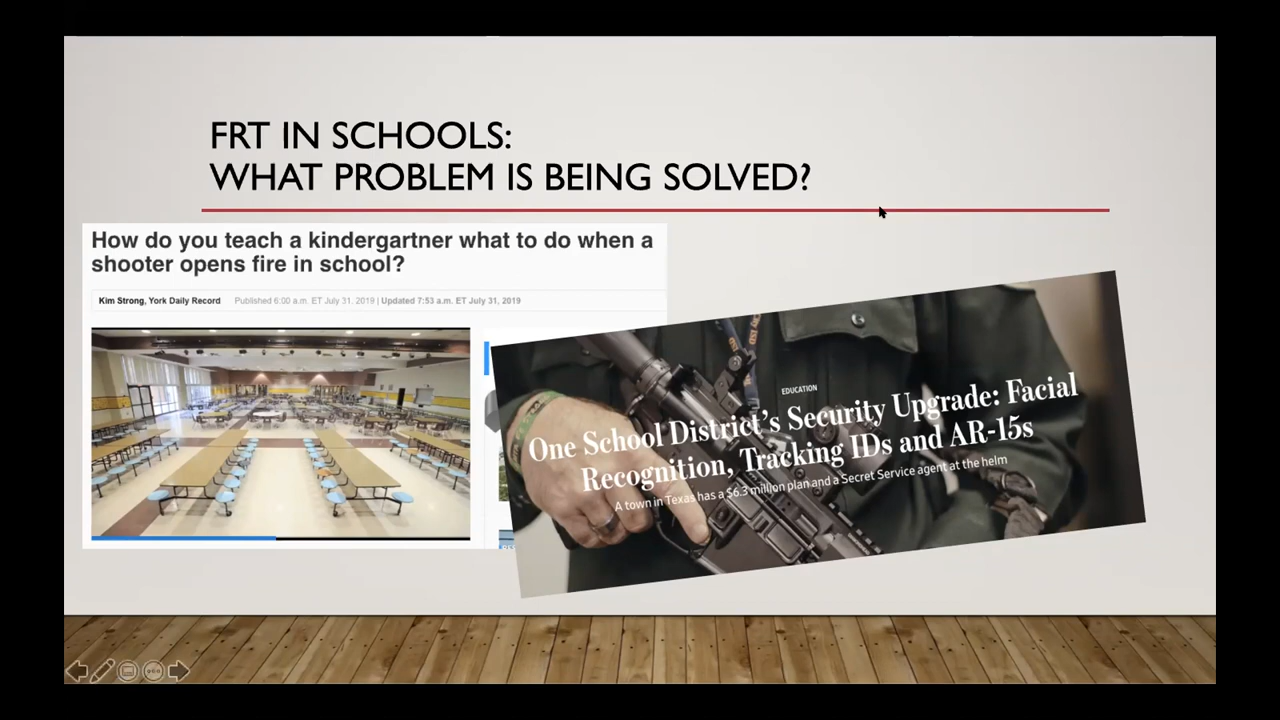 FRT IN SCHOOLS:
WHAT PROBLEM IS BEING SOLVED?
How do you teach a kindergartner what to do when a
shooter opens fire in school?
Kim Strong, York Daily Record Published 6:00 a.m. ET July 31, 2019 | Updated 7:53 a.m. ET July 31, 2019
EDUCATION
One School District's Security Upgrade: Facial
Recognition, Tracking IDs and AR-15s
A town in Texas has a $6.3 million plan and a Secret Service agent at the helm